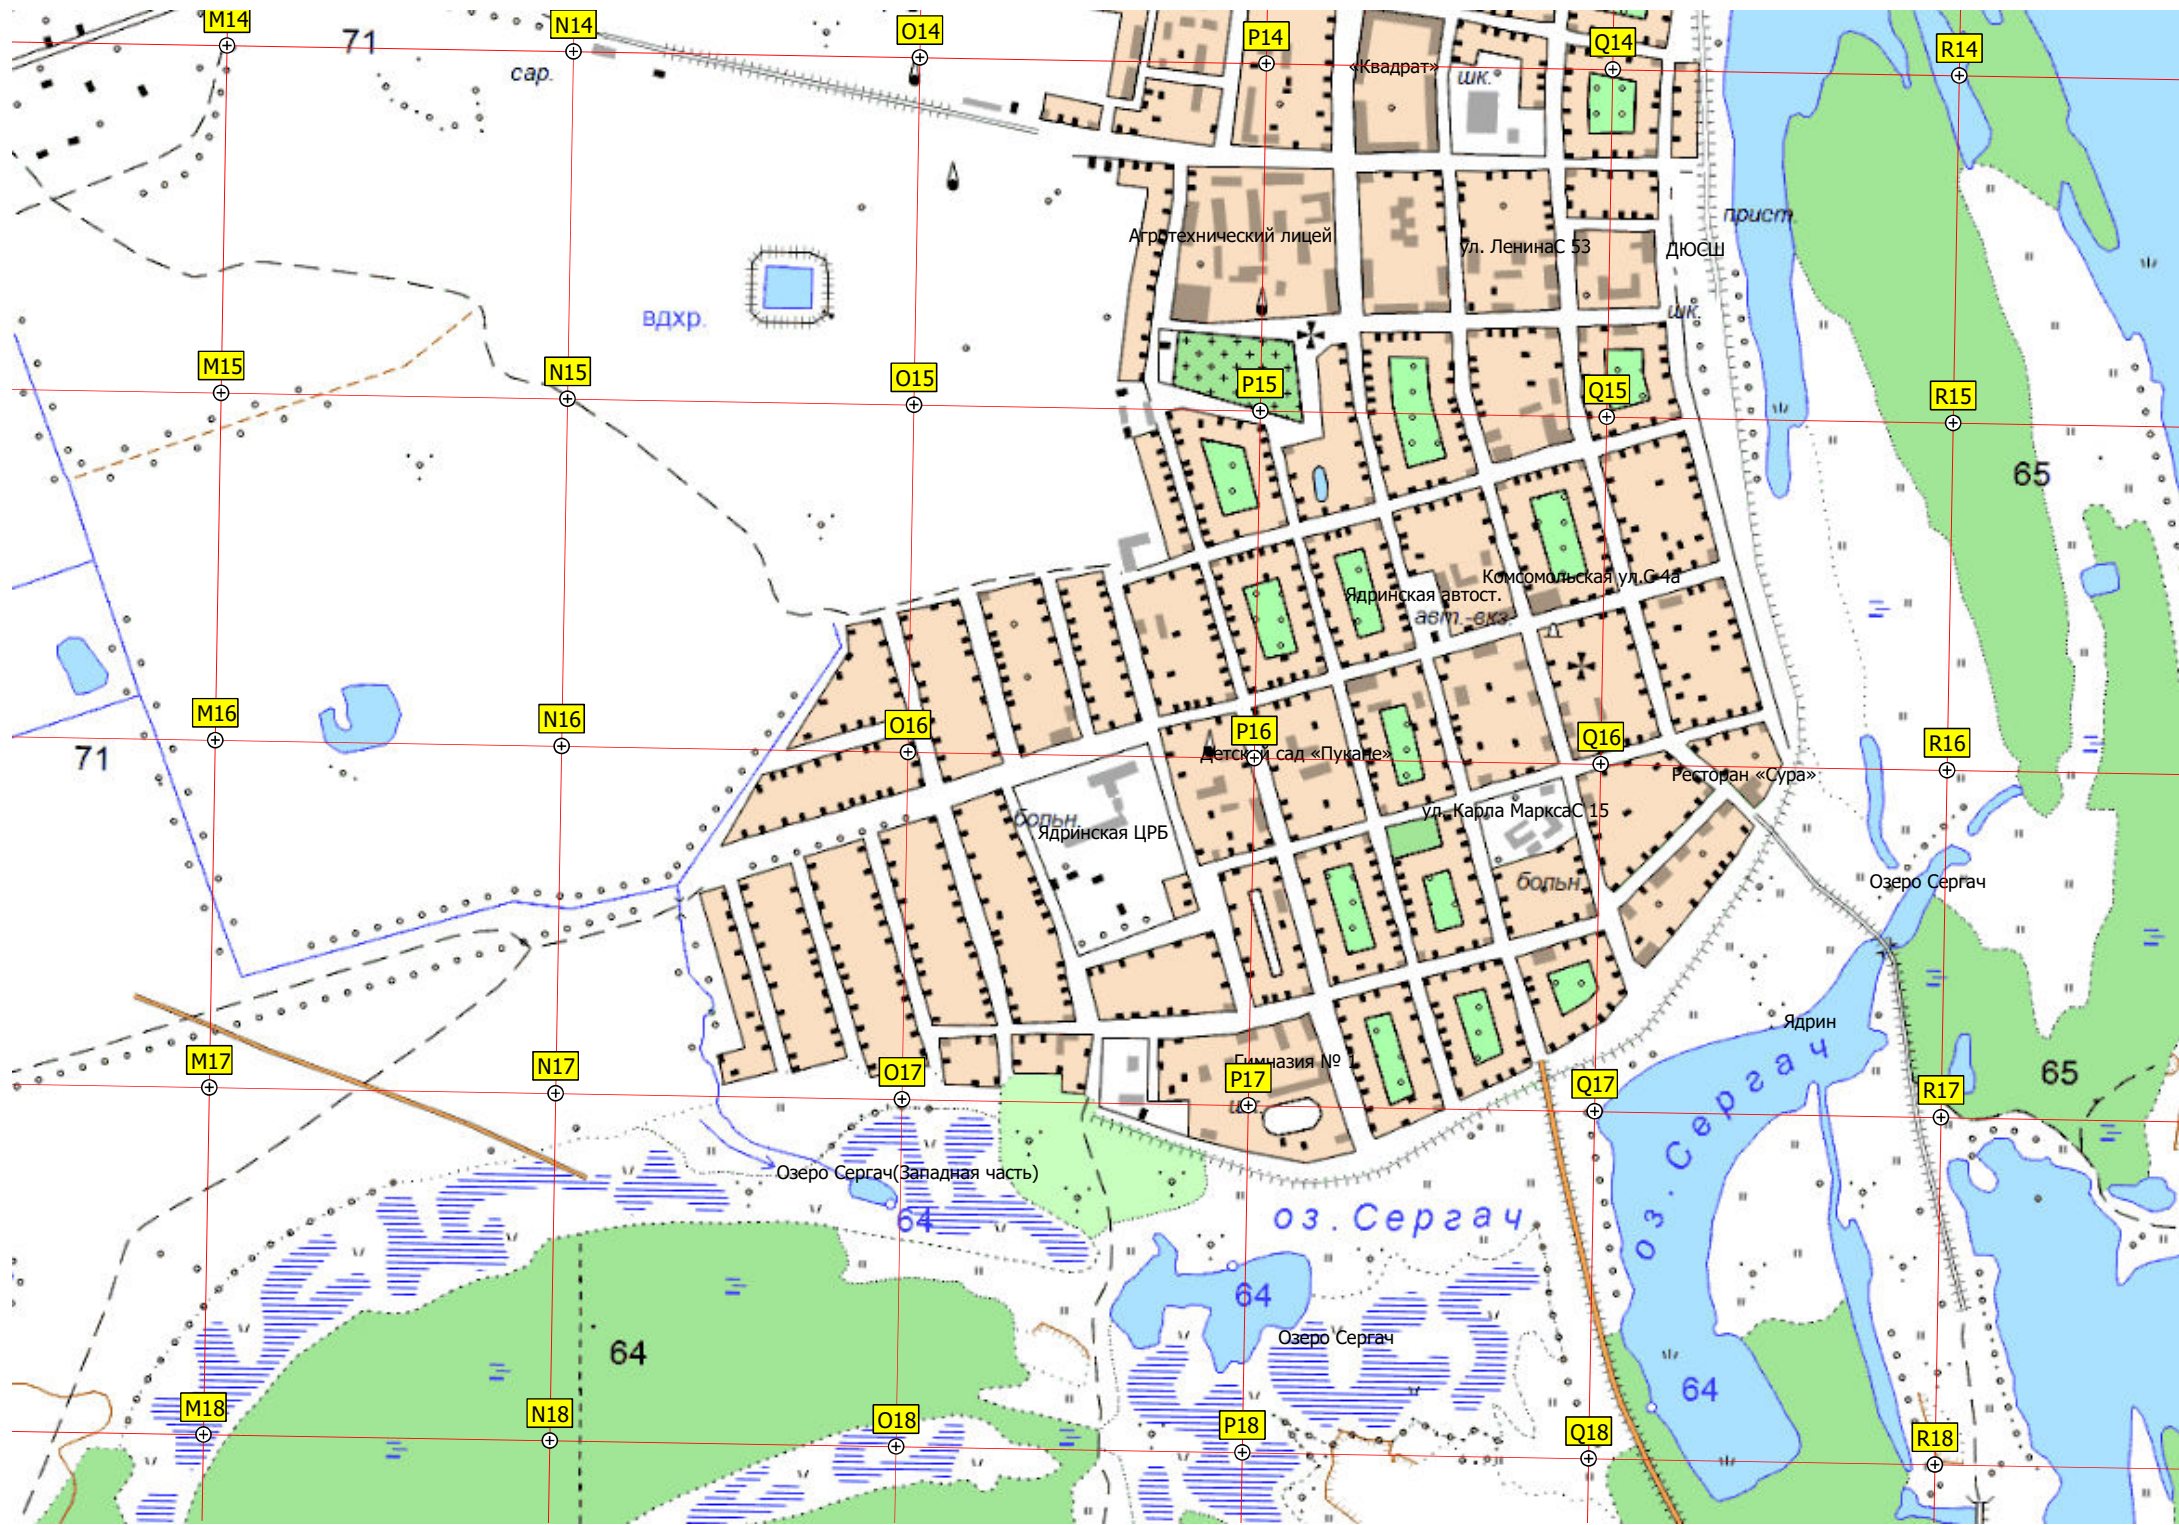 M14
71
N14
сар.
O14
P14
«Квадрат»
шк.
Q14
R14
прист.
Агротехнический лицей
ул. ЛенинаС 53
ДЮСШ
шк.
вдхр.
M15
N15
O15
P15
Q15
R15
65
Комсомольская ул.С 4а
Ядринская автост.
авт.-вкз.
M16
71
N16
O16
P16
Детский сад «Пукане»
Q16
R16
Ресторан «Сура»
ул. Карла МарксаС 15
больн.
Ядринская ЦРБ
больн.
Озеро Сергач
Ядрин
M17
N17
O17
Гимназия № 1
P17
Q17
R17
65
оз. Сергач
Озеро Сергач(Западная часть)
64
оз. Сергач
64
Озеро Сергач
64
64
M18
N18
O18
P18
Q18
R18